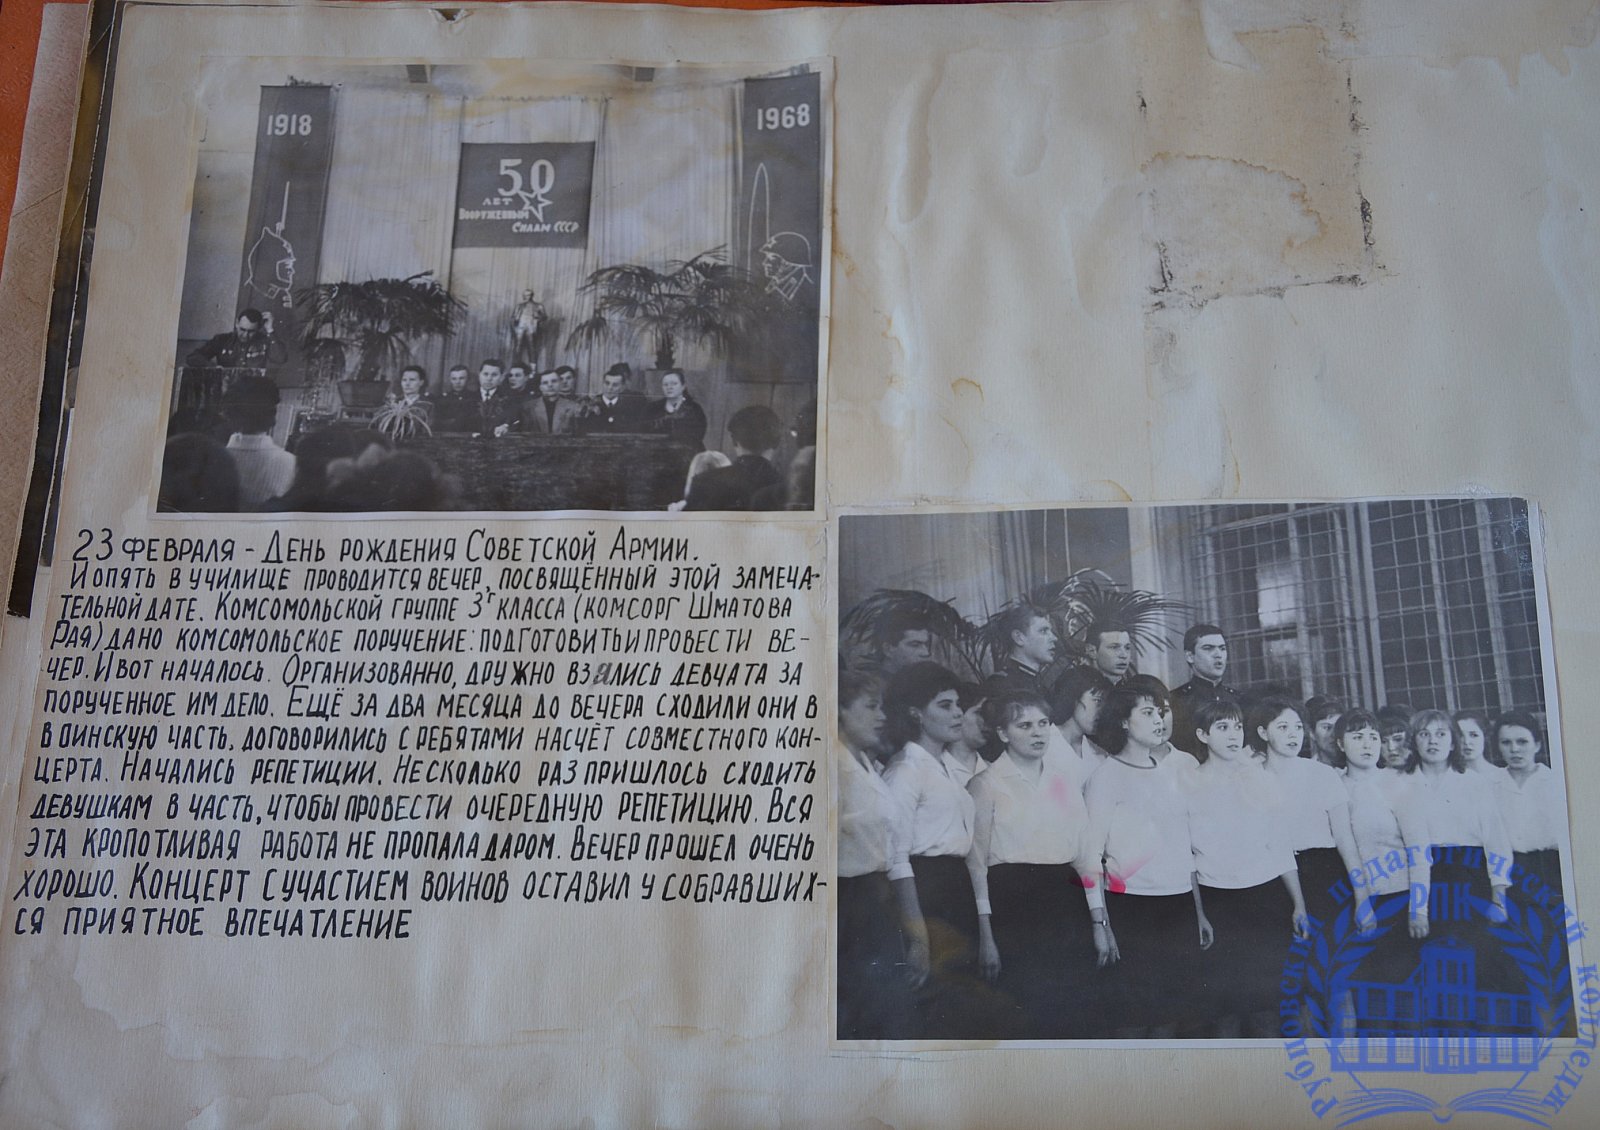 1918
1968
50
ЛЕТ
ВООРУЖЕННЫМ
СИЛАМ СССР
23 ФЕВРАЛЯ - ДЕНЬ РОЖДЕНИЯ СОВЕТСКОЙ АРМИИ.
И ОПЯТЬ В УЧИЛИЩЕ ПРОВОДИТСЯ ВЕЧЕР, ПОСВЯЩЁННЫЙ ЭТОЙ ЗАМЕЧА-
ТЕЛЬНОЙ ДАТЕ. КОМСОМОЛЬСКОЙ ГРУППЕ 3г КЛАССА (КОМСОРГ ШМАТОВА
РАЯ) ДАНО КОМСОМОЛЬСКОЕ ПОРУЧЕНИЕ: ПОДГОТОВИТЬ И ПРОВЕСТИ ВЕ-
ЧЕР. И ВОТ НАЧАЛОСЬ. ОРГАНИЗОВАННО, ДРУЖНО ВЗЯЛИСЬ ДЕВЧАТА ЗА
ПОРУЧЕННОЕ ИМ ДЕЛО. ЕЩЁ ЗА ДВА МЕСЯЦА ДО ВЕЧЕРА СХОДИЛИ ОНИ В
ВОИНСКУЮ ЧАСТЬ, ДОГОВОРИЛИСЬ С РЕБЯТАМИ НАСЧЁТ СОВМЕСТНОГО КОН-
ЦЕРТА. НАЧАЛИСЬ РЕПЕТИЦИИ. НЕСКОЛЬКО РАЗ ПРИШЛОСЬ СХОДИТЬ
ДЕВУШКАМ В ЧАСТЬ, ЧТОБЫ ПРОВЕСТИ ОЧЕРЕДНУЮ РЕПЕТИЦИЮ. ВСЯ
ЭТА КРОПОТЛИВАЯ РАБОТА НЕ ПРОПАЛА ДАРОМ. ВЕЧЕР ПРОШЕЛ ОЧЕНЬ
ХОРОШО. КОНЦЕРТ С УЧАСТИЕМ ВОИНОВ ОСТАВИЛ У СОБРАВШИХ-
СЯ ПРИЯТНОЕ ВПЕЧАТЛЕНИЕ
Рубцовский педагогический колледж
РПК